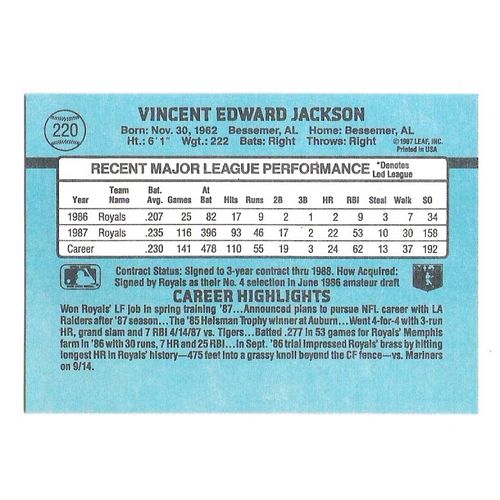 220
VINCENT EDWARD JACKSON
Born: Nov. 30, 1962 Bessemer, AL Home: Bessemer, AL
Ht.: 6'1" Wgt.: 222 Bats: Right Throws: Right
©1987 LEAF, INC.
Printed in USA
RECENT MAJOR LEAGUE PERFORMANCE
*Denotes
Led League
Year Team Name Bat. Avg. Games At Bat Hits Runs 2B 3B HR RBI Steal Walk SO
1986 Royals .207 25 82 17 9 1 2 2 9 3 7 34
1987 Royals .235 116 396 93 46 17 2 22 53 10 30 158
Career .230 141 478 110 55 19 3 24 62 13 37 192
Contract Status: Signed to 3-year contract thru 1988. How Acquired:
Signed by Royals as their No. 4 selection in June 1986 amateur draft
CAREER HIGHLIGHTS
Won Royals' LF job in spring training '87...Announced plans to pursue NFL career with LA
Raiders after '87 season...The '85 Heisman Trophy winner at Auburn...Went 4-for-4 with 3-run
HR, grand slam and 7 RBI 4/14/87 vs. Tigers...Batted .277 in 53 games for Royals' Memphis
farm in '86 with 30 runs, 7 HR and 25 RBI...In Sept. '86 trial impressed Royals' brass by hitting
longest HR in Royals' history—475 feet into a grassy knoll beyond the CF fence—vs. Mariners
on 9/14.